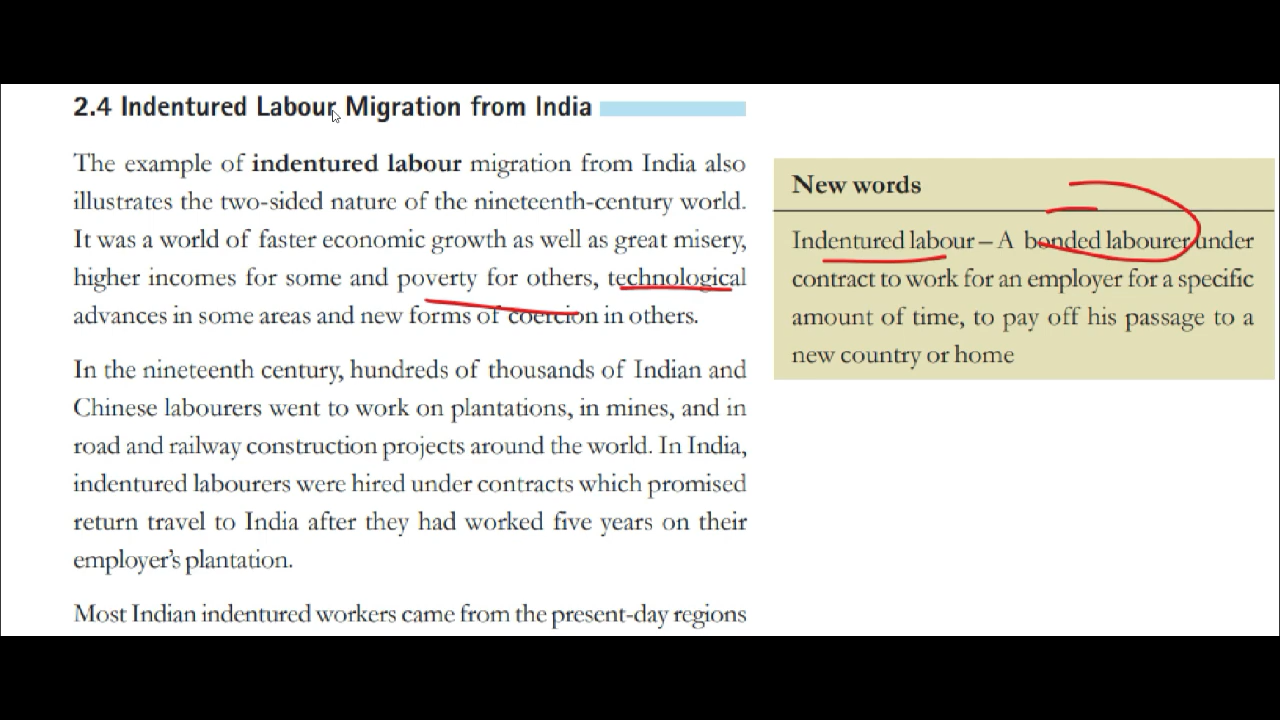 2.4 Indentured Labour Migration from India
The example of indentured labour migration from India also
illustrates the two-sided nature of the nineteenth-century world.
It was a world of faster economic growth as well as great misery,
higher incomes for some and poverty for others, technological
advances in some areas and new forms of coercion in others.
In the nineteenth century, hundreds of thousands of Indian and
Chinese labourers went to work on plantations, in mines, and in
road and railway construction projects around the world. In India,
indentured labourers were hired under contracts which promised
return travel to India after they had worked five years on their
employer's plantation.
Most Indian indentured workers came from the present-day regions
New words
Indentured labour – A bonded labourer under
contract to work for an employer for a specific
amount of time, to pay off his passage to a
new country or home